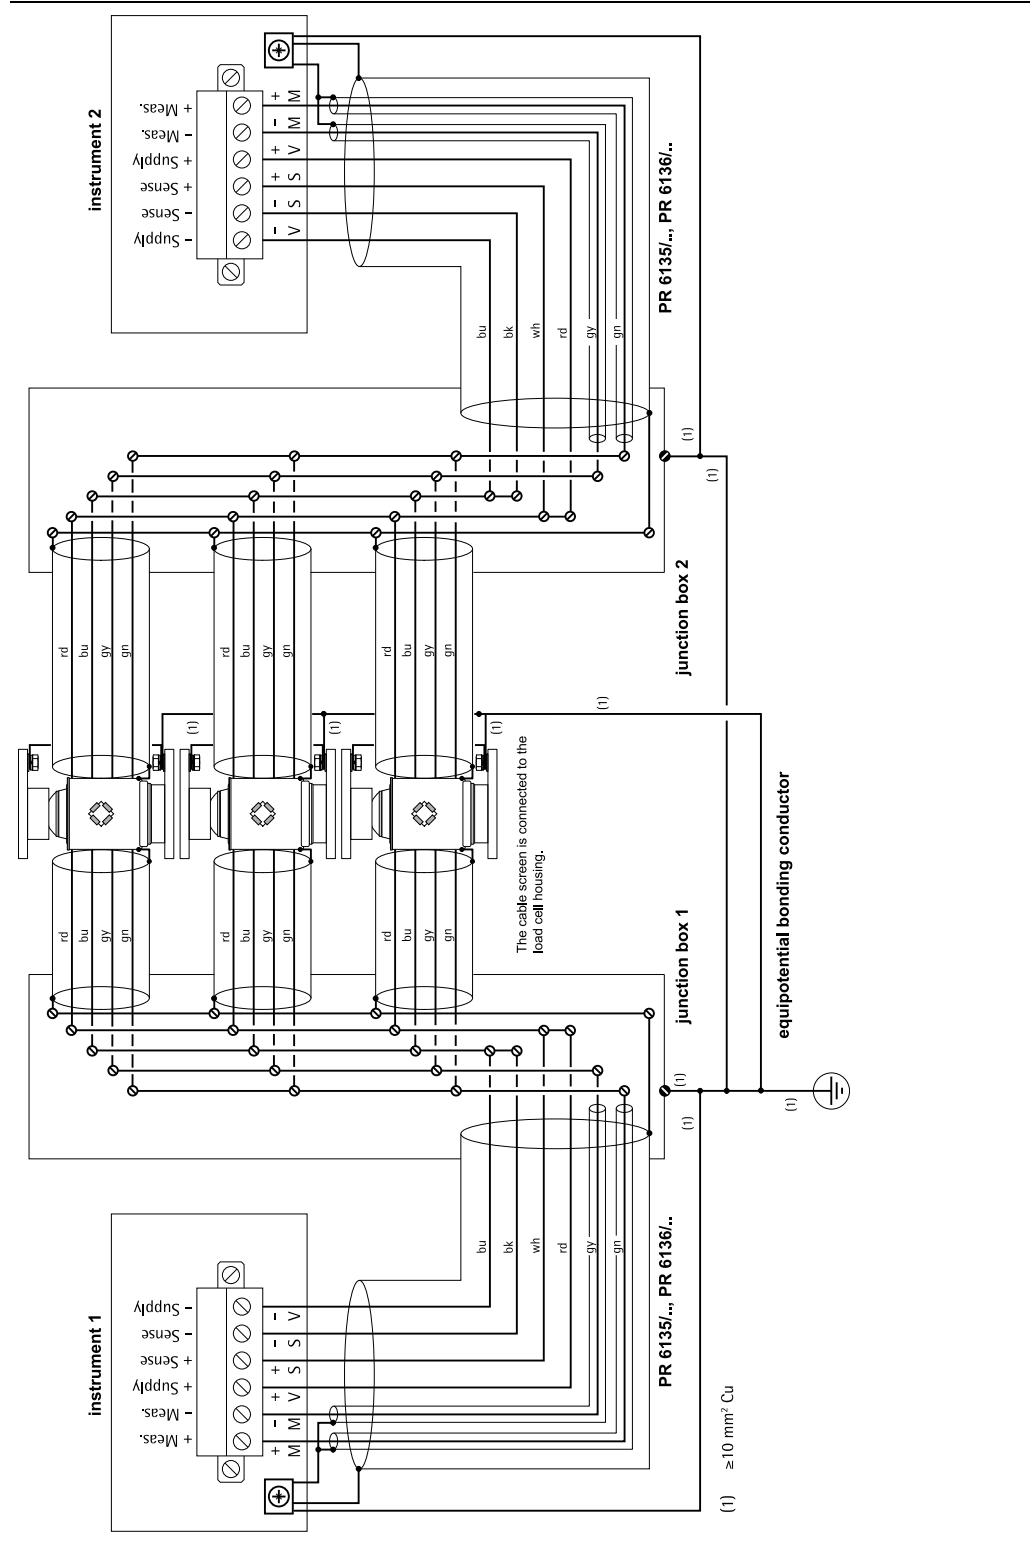 instrument 2
+ Meas.
- Meas.
+ Supply
+ Sense
- Sense
- Supply
+ M
- M
+ V
+ S
- S
- V
bu
bk
wh
rd
gy
gn
PR 6135/.., PR 6136/..
(1)
(1)
junction box 2
rd
bu
gy
gn
rd
bu
gy
gn
rd
bu
gy
gn
(1)
(1)
(1)
(1)
The cable screen is connected to the
load cell housing.
equipotential bonding conductor
rd
bu
gy
gn
rd
bu
gy
gn
rd
bu
gy
gn
junction box 1
(1)
(1)
(1)
bu
bk
wh
rd
gy
gn
PR 6135/.., PR 6136/..
instrument 1
- Supply
- Sense
+ Sense
+ Supply
- Meas.
+ Meas.
- V
- S
+ S
+ V
- M
+ M
(1) ≥10 mm² Cu